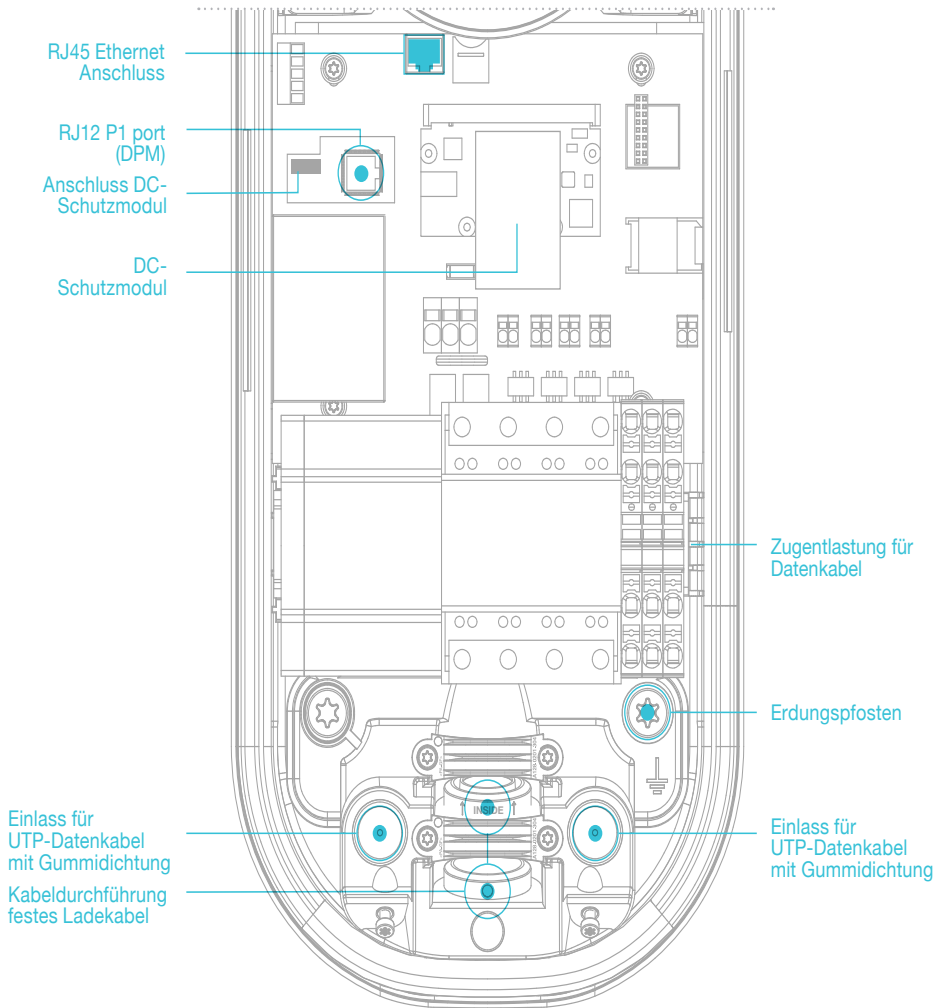 RJ45 Ethernet
Anschluss
RJ12 P1 port
(DPM)
Anschluss DC-
Schutzmodul
DC-
Schutzmodul
Zugentlastung für
Datenkabel
Erdungspfosten
INSIDE
Einlass für
UTP-Datenkabel
mit Gummidichtung
Einlass für
UTP-Datenkabel
mit Gummidichtung
Kabeldurchführung
festes Ladekabel